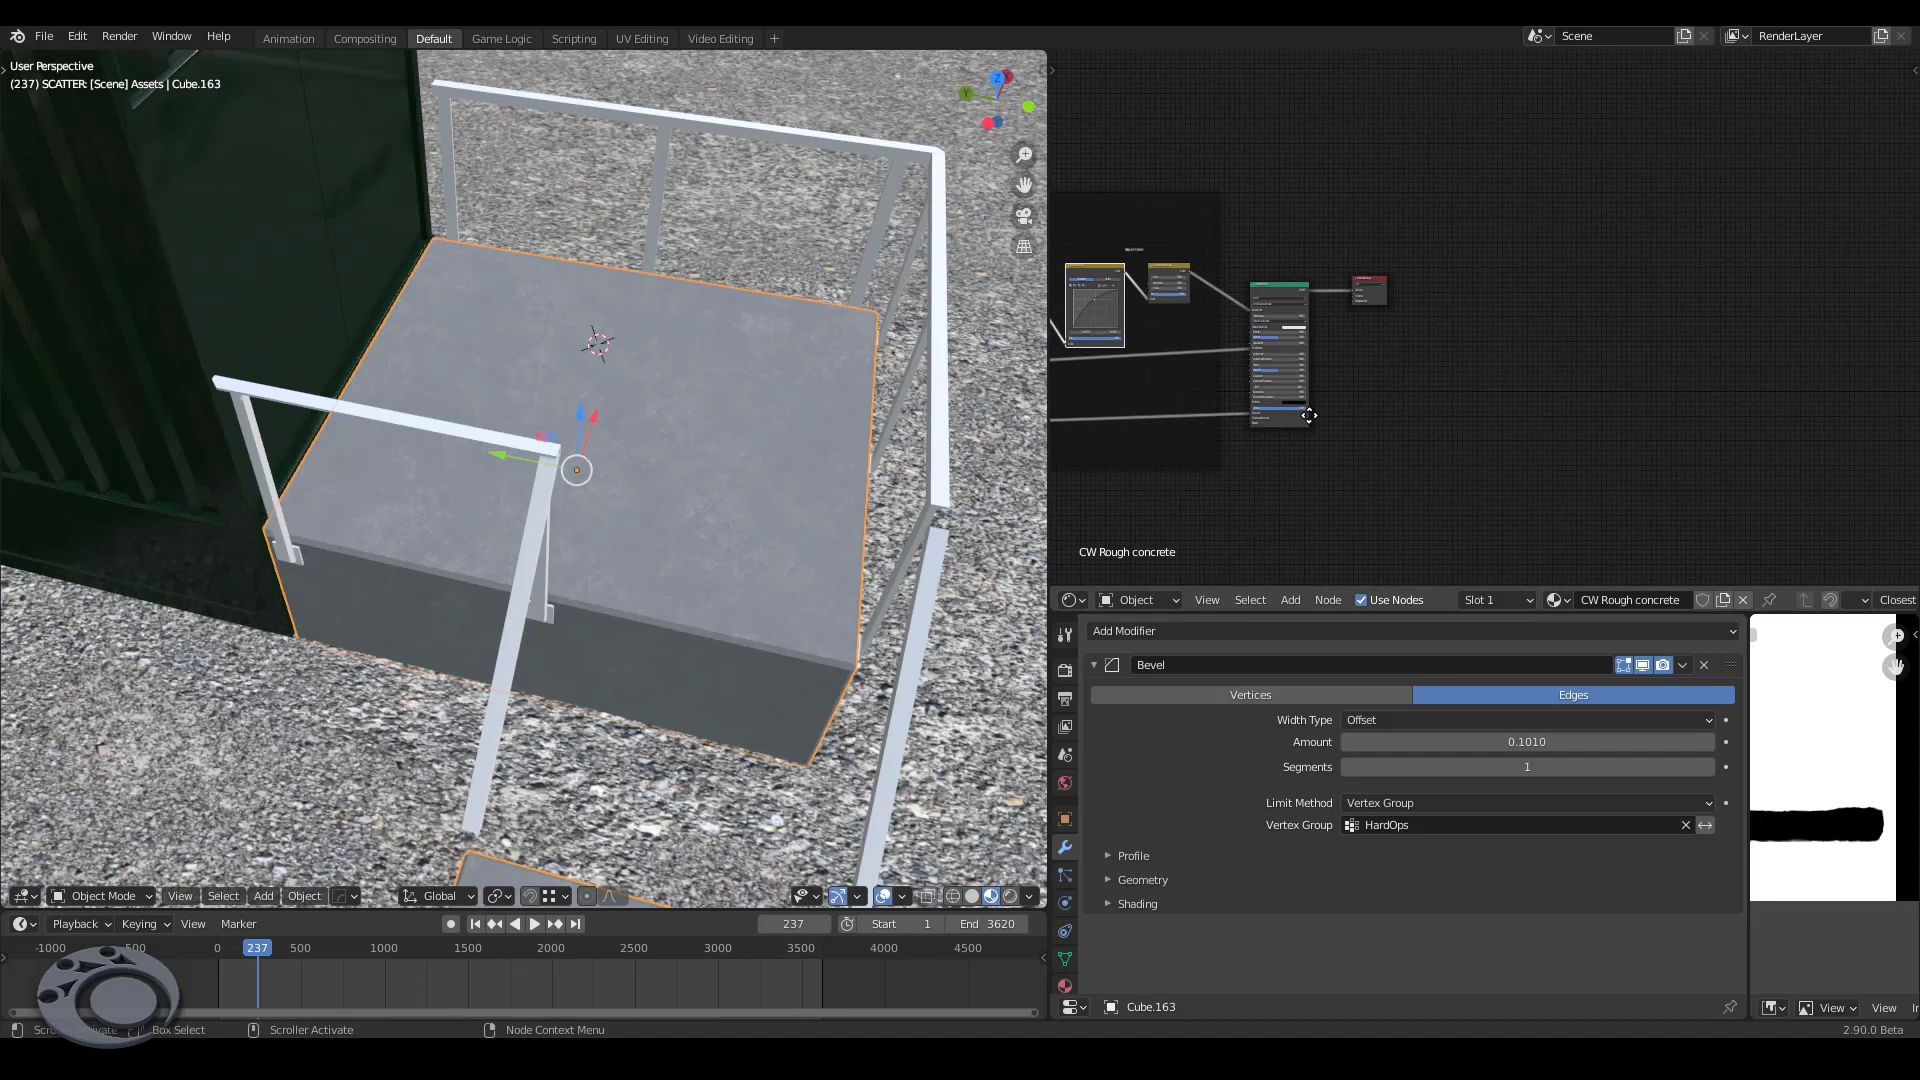 File Edit Render Window Help
Animation Compositing Default Game Logic Scripting UV Editing Video Editing +
Scene
RenderLayer
User Perspective
(237) SCATTER: [Scene] Assets | Cube.163
Z
Y
CW Rough concrete
Object View Select Add Node Use Nodes Slot 1 CW Rough concrete Closest
Add Modifier
Bevel
Vertices Edges
Width Type Offset
Amount 0.1010
Segments 1
Limit Method Vertex Group
Vertex Group HardOps
Profile
Geometry
Shading
Object Mode View Select Add Object Global
Playback Keying View Marker 237 Start 1 End 3620
-1000 0 237 500 1000 1500 2000 2500 3000 3500 4000 4500
Cube.163
View View
Box Select Scroller Activate Node Context Menu 2.90.0 Beta